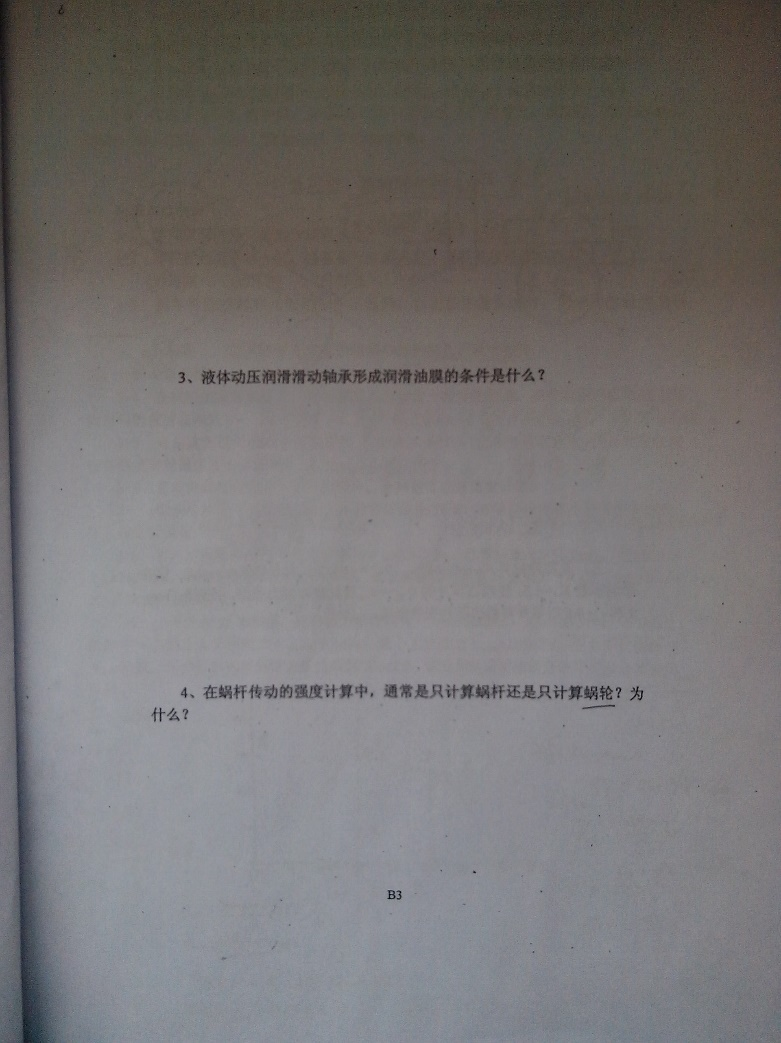 3、液体动压润滑滑动轴承形成润滑油膜的条件是什么？
4、在蜗杆传动的强度计算中，通常是只计算蜗杆还是只计算蜗轮？为
什么？
B3